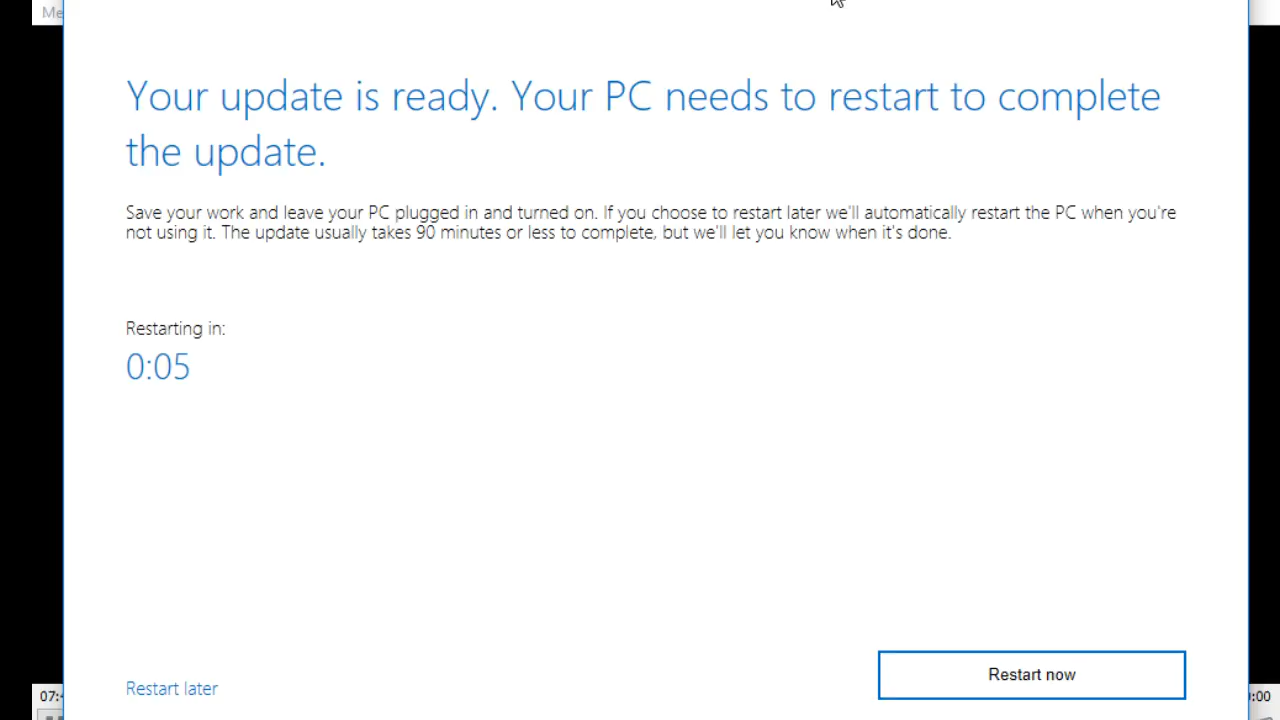 Me
Your update is ready. Your PC needs to restart to complete
the update.
Save your work and leave your PC plugged in and turned on. If you choose to restart later we'll automatically restart the PC when you're
not using it. The update usually takes 90 minutes or less to complete, but we'll let you know when it's done.
Restarting in:
0:05
Restart now
Restart later
07:
:00